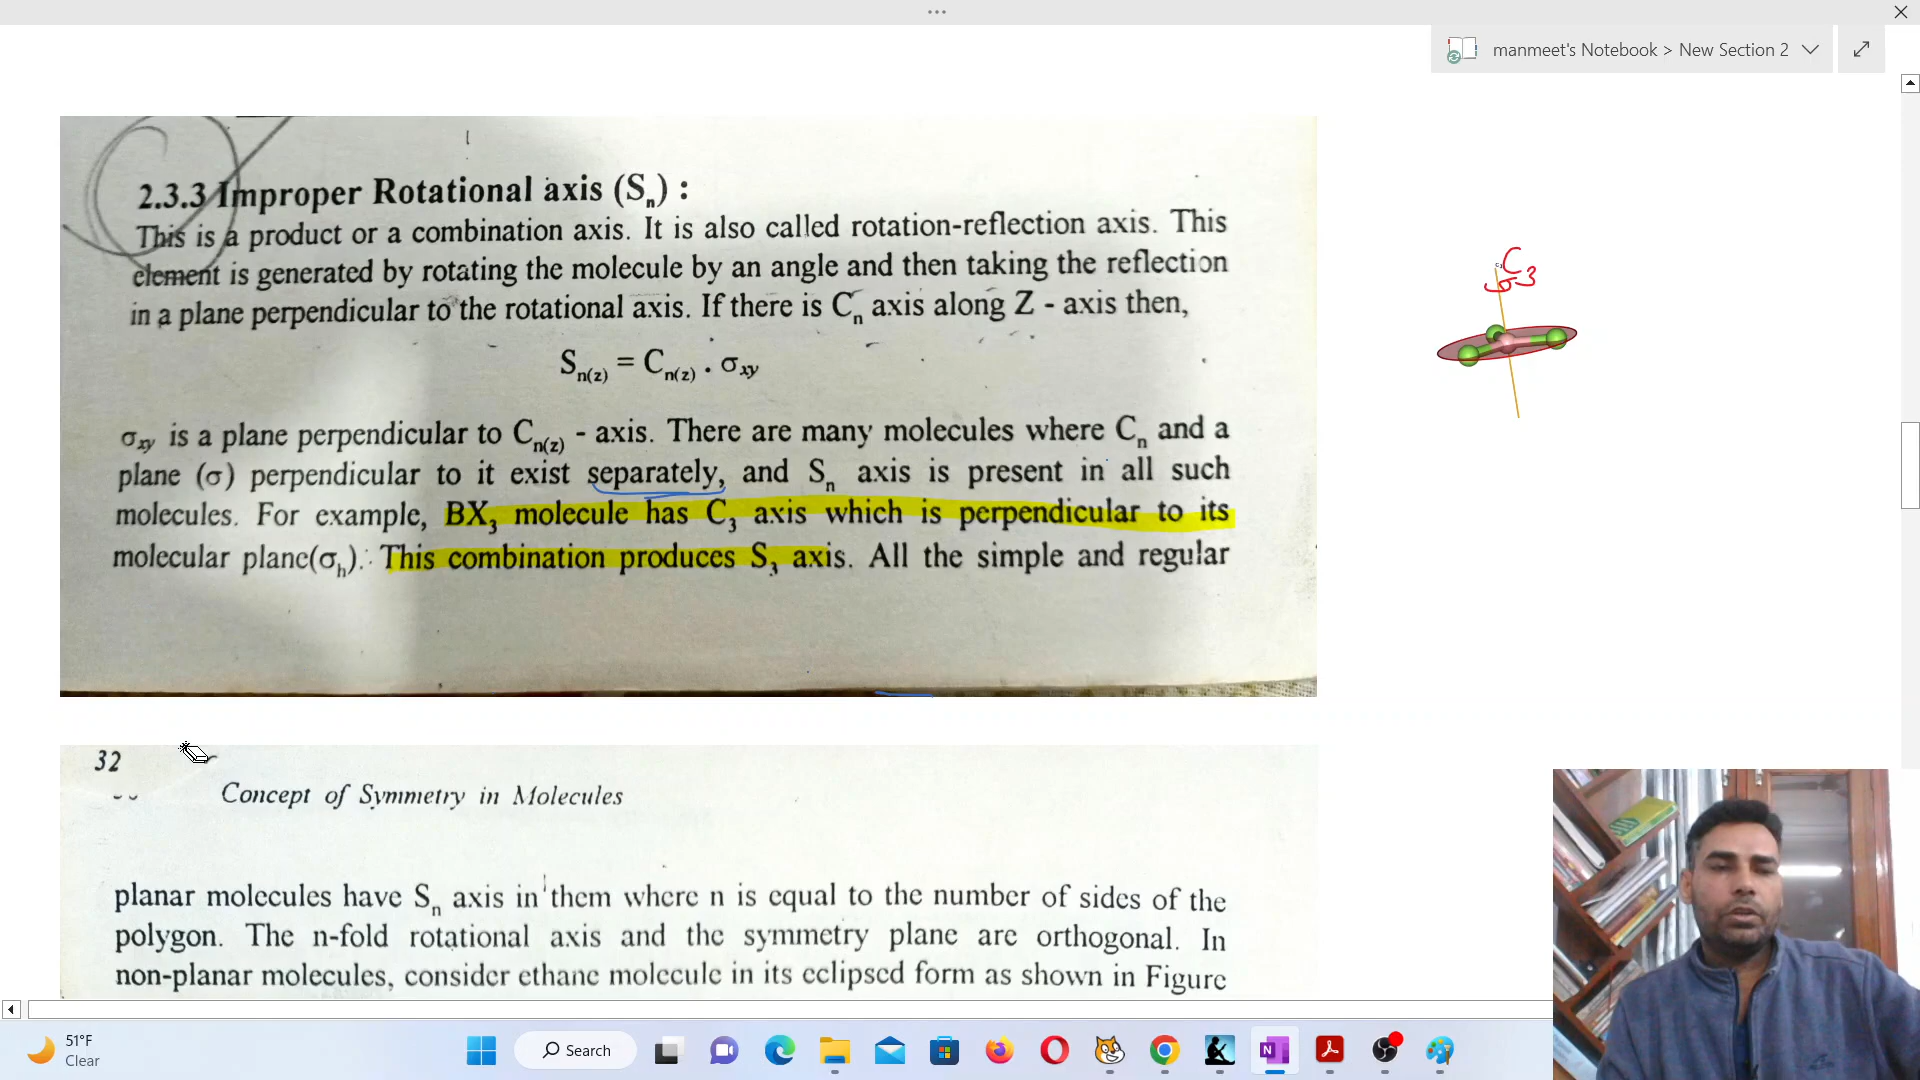 manmeet's Notebook > New Section 2
2.3.3 Improper Rotational axis (Sn) :
This is a product or a combination axis. It is also called rotation-reflection axis. This
element is generated by rotating the molecule by an angle and then taking the reflection
in a plane perpendicular to the rotational axis. If there is Cn axis along Z - axis then,
Sn(z) = Cn(z) . σxy
σxy is a plane perpendicular to Cn(z) - axis. There are many molecules where Cn and a
plane (σ) perpendicular to it exist separately, and Sn axis is present in all such
molecules. For example, BX3 molecule has C3 axis which is perpendicular to its
molecular plane(σh). This combination produces S3 axis. All the simple and regular
C3
32
Concept of Symmetry in Molecules
planar molecules have Sn axis in them where n is equal to the number of sides of the
polygon. The n-fold rotational axis and the symmetry plane are orthogonal. In
non-planar molecules, consider ethane molecule in its eclipsed form as shown in Figure
51°F
Clear
Search